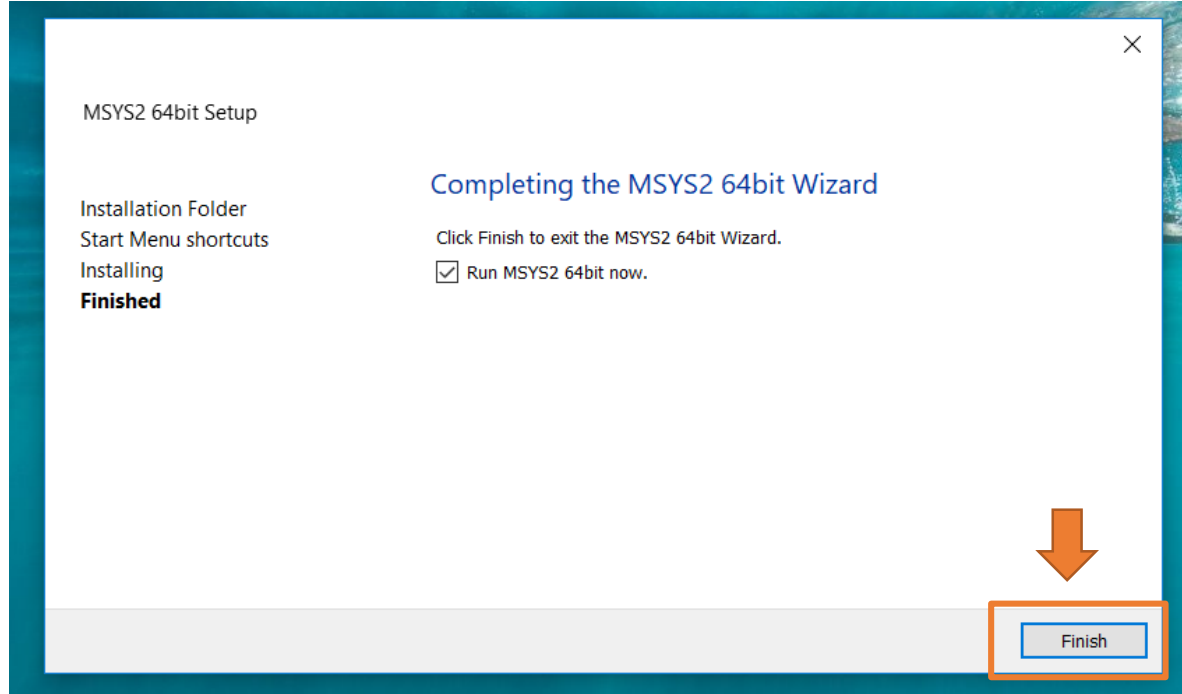 MSYS2 64bit Setup
Installation Folder
Start Menu shortcuts
Installing
Finished
Completing the MSYS2 64bit Wizard
Click Finish to exit the MSYS2 64bit Wizard.
Run MSYS2 64bit now.
Finish